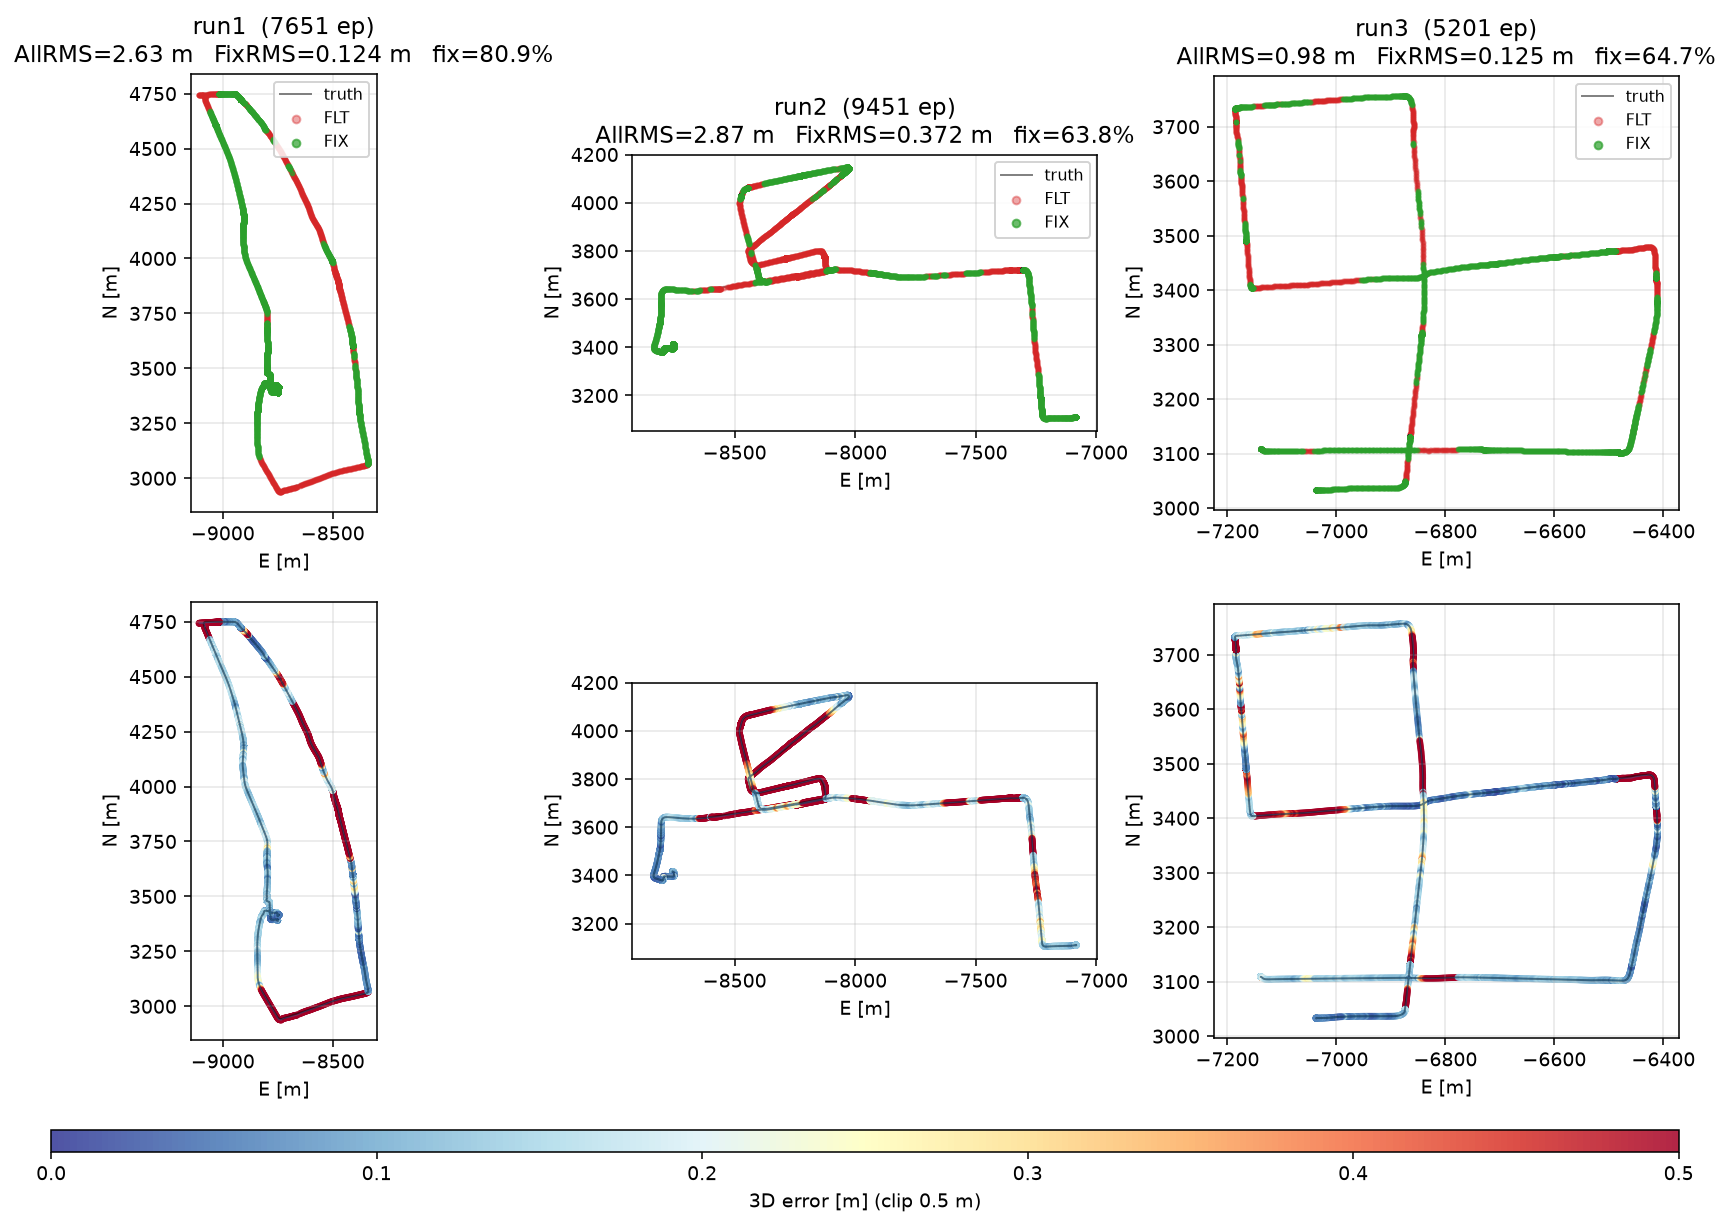 run1  (7651 ep)
AllRMS=2.63 m   FixRMS=0.124 m   fix=80.9%
truth
FLT
FIX
4750
4500
4250
4000
3750
3500
3250
3000
N [m]
−9000
−8500
E [m]
run2  (9451 ep)
AllRMS=2.87 m   FixRMS=0.372 m   fix=63.8%
truth
FLT
FIX
4200
4000
3800
3600
3400
3200
N [m]
−8500
−8000
−7500
−7000
E [m]
run3  (5201 ep)
AllRMS=0.98 m   FixRMS=0.125 m   fix=64.7%
truth
FLT
FIX
3700
3600
3500
3400
3300
3200
3100
3000
N [m]
−7200
−7000
−6800
−6600
−6400
E [m]
4750
4500
4250
4000
3750
3500
3250
3000
N [m]
−9000
−8500
E [m]
4200
4000
3800
3600
3400
3200
N [m]
−8500
−8000
−7500
−7000
E [m]
3700
3600
3500
3400
3300
3200
3100
3000
N [m]
−7200
−7000
−6800
−6600
−6400
E [m]
0.0
0.1
0.2
0.3
0.4
0.5
3D error [m] (clip 0.5 m)